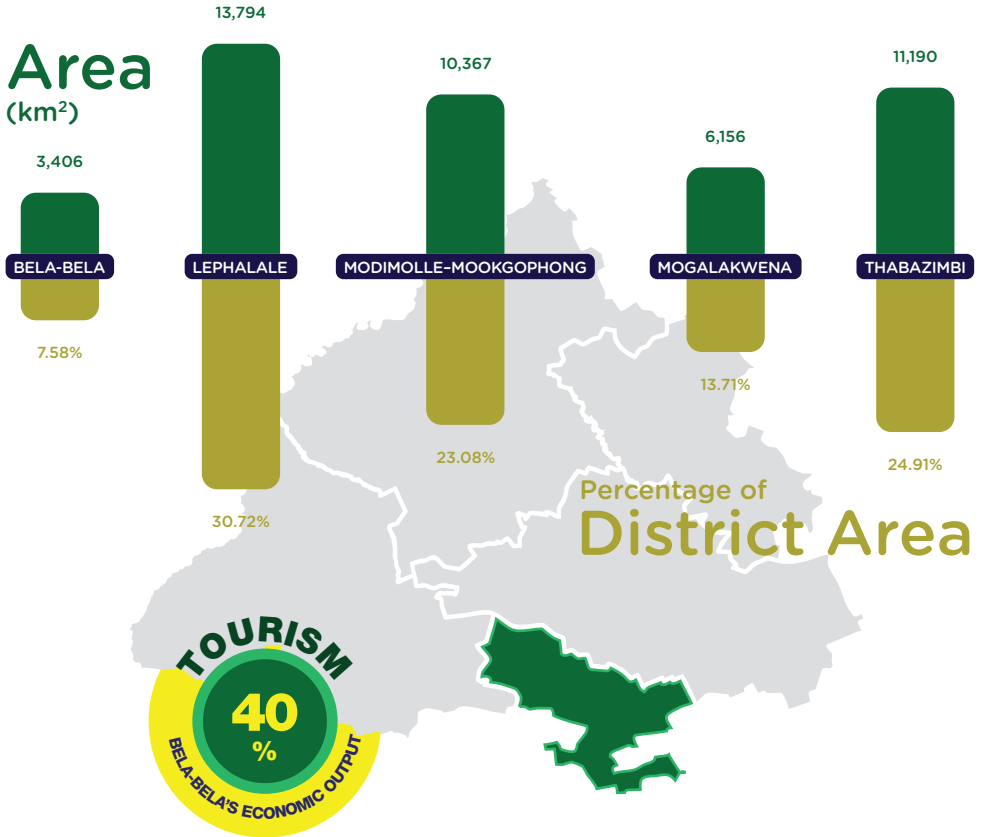 Area
(km²)
3,406
13,794
10,367
6,156
11,190
BELA-BELA
LEPHALALE
MODIMOLLE–MOOKGOPHONG
MOGALAKWENA
THABAZIMBI
7.58%
30.72%
23.08%
13.71%
24.91%
Percentage of
District Area
TOURISM
40
%
BELA-BELA'S ECONOMIC OUTPUT